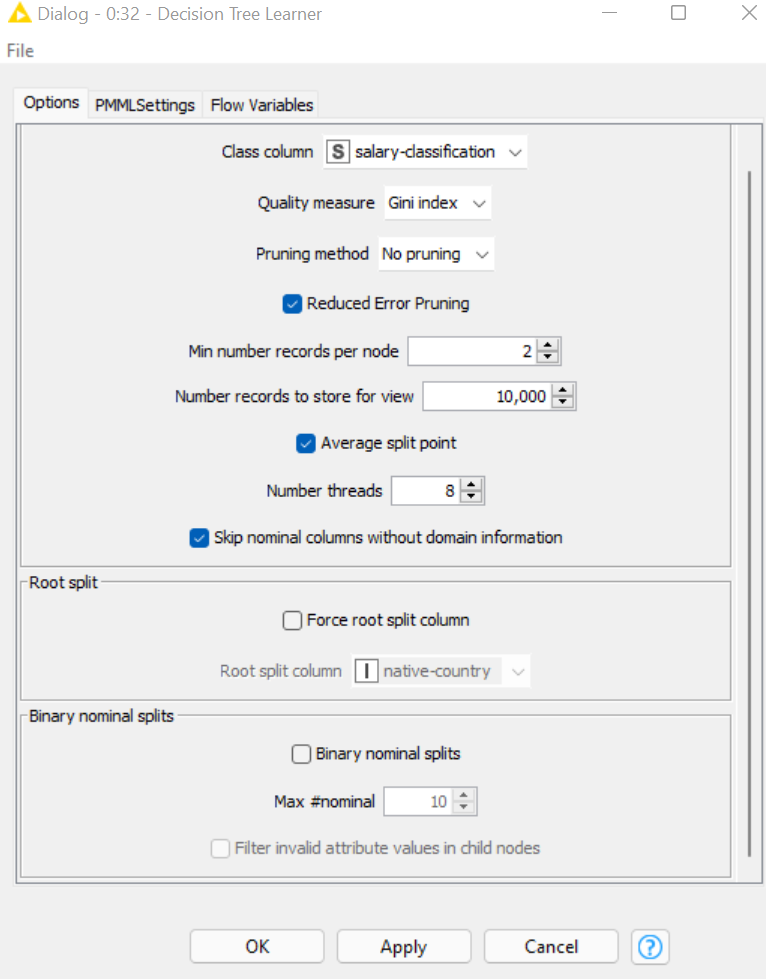 Dialog - 0:32 - Decision Tree Learner
File
Options PMMLSettings Flow Variables
Class column S salary-classification
Quality measure Gini index
Pruning method No pruning
Reduced Error Pruning
Min number records per node 2
Number records to store for view 10,000
Average split point
Number threads 8
Skip nominal columns without domain information
Root split
Force root split column
Root split column I native-country
Binary nominal splits
Binary nominal splits
Max #nominal 10
Filter invalid attribute values in child nodes
OK Apply Cancel ?